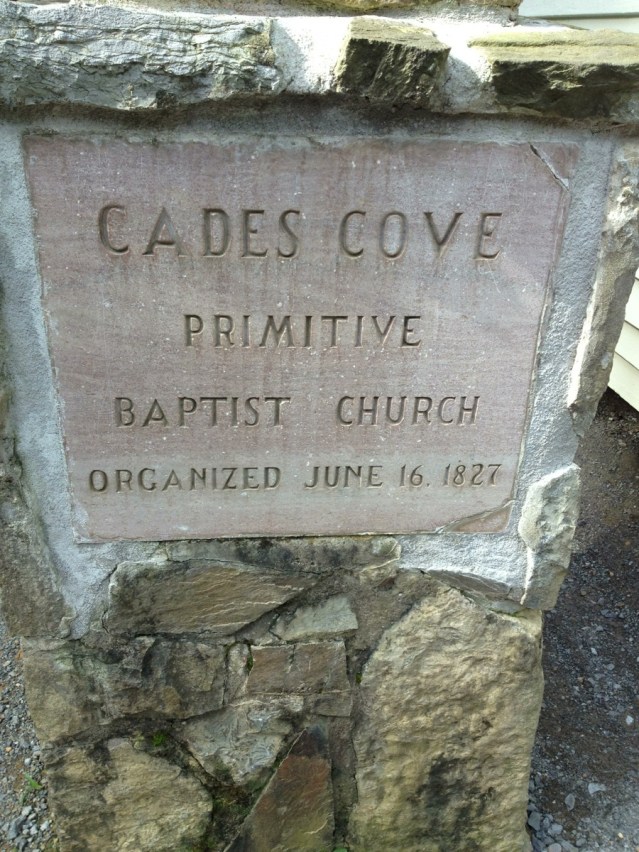 CADES COVE
PRIMITIVE
BAPTIST CHURCH
ORGANIZED JUNE 16, 1827